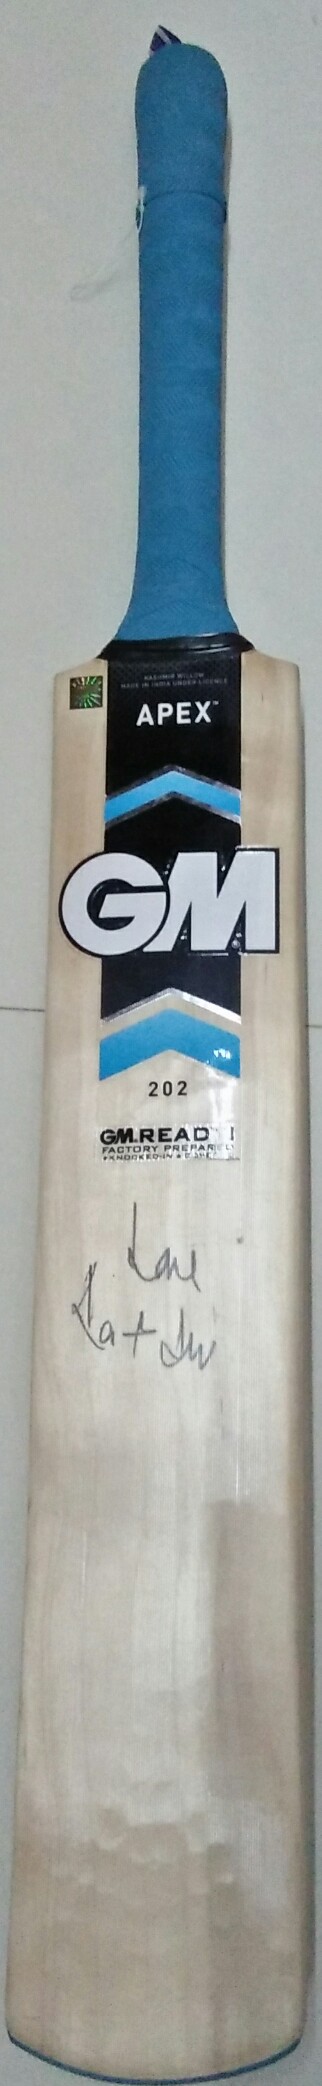 KASHMIR WILLOW
MADE IN INDIA UNDER LICENCE
APEX™
GM
202
GM.READY!
FACTORY PREPARED